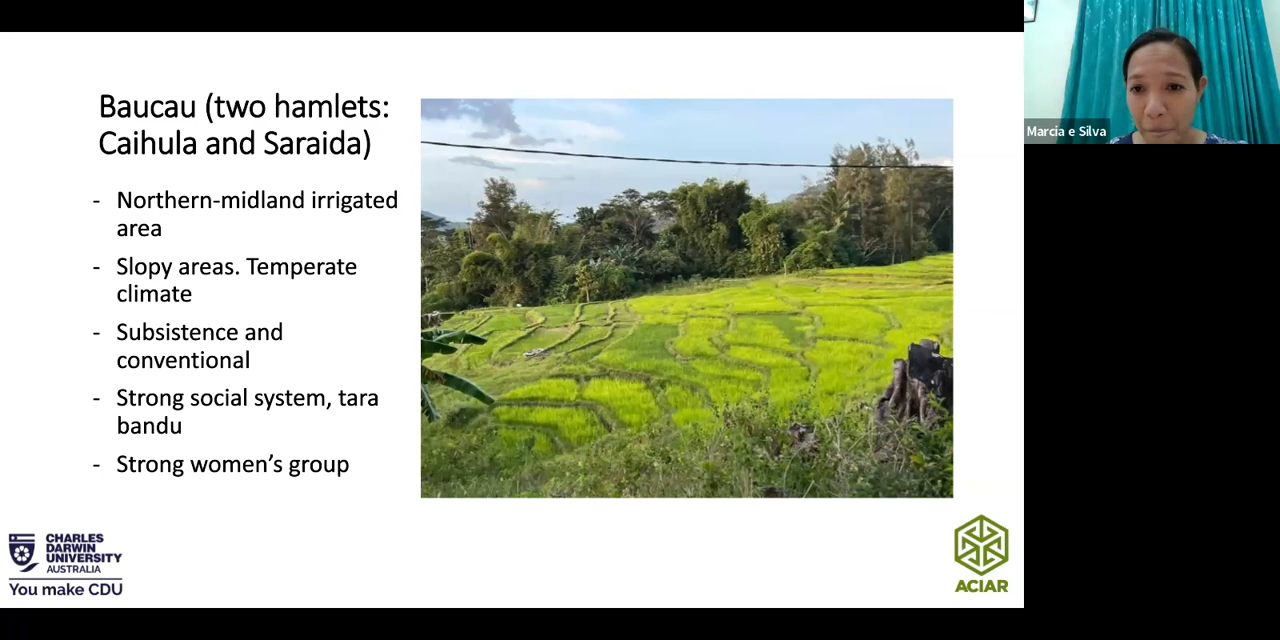 Baucau (two hamlets:
Caihula and Saraida)
- Northern-midland irrigated
area
- Slopy areas. Temperate
climate
- Subsistence and
conventional
- Strong social system, tara
bandu
- Strong women’s group
CHARLES
DARWIN
UNIVERSITY
AUSTRALIA
You make CDU
ACIAR
Marcia e Silva